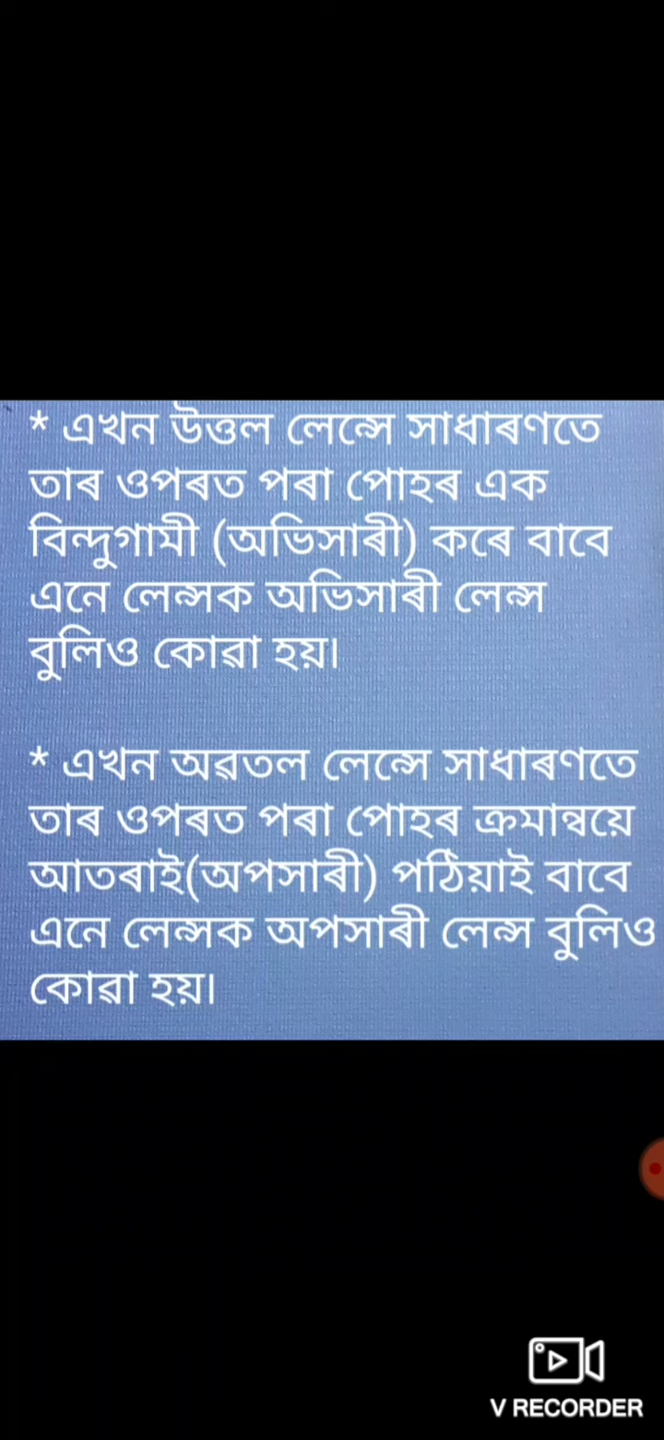 * এখন উত্তল লেন্সে সাধাৰণতে
তাৰ ওপৰত পৰা পোহৰ এক
বিন্দুগামী (অভিসাৰী) কৰে বাবে
এনে লেন্সক অভিসাৰী লেন্স
বুলিও কোৱা হয়।
* এখন অৱতল লেন্সে সাধাৰণতে
তাৰ ওপৰত পৰা পোহৰ ক্ৰমান্বয়ে
আতৰাই(অপসাৰী) পঠিয়াই বাবে
এনে লেন্সক অপসাৰী লেন্স বুলিও
কোৱা হয়।
V RECORDER